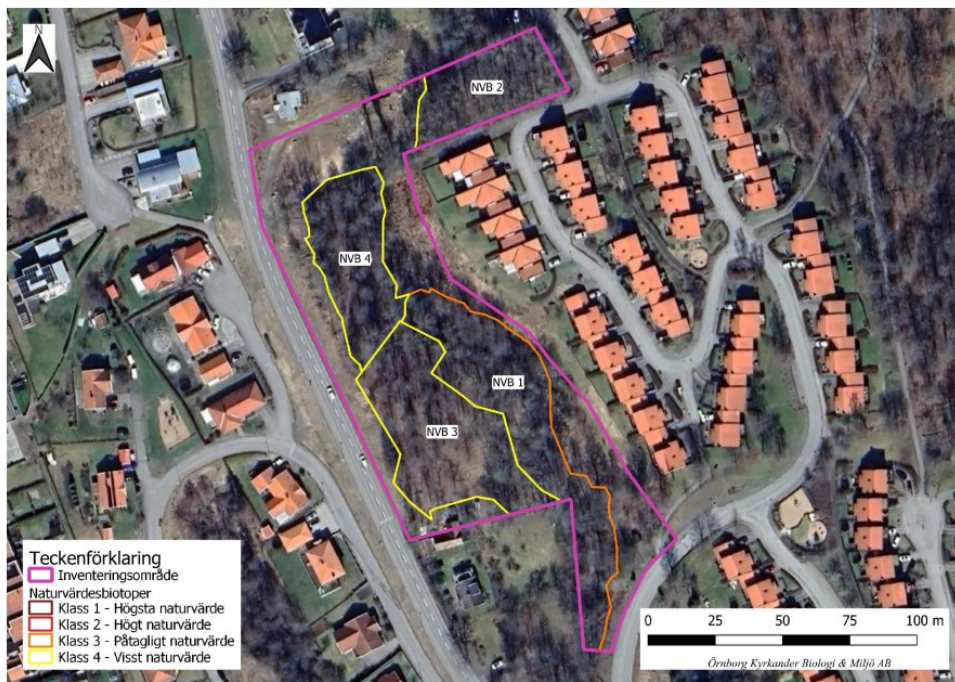 N
NVB 2
NVB 4
NVB 1
NVB 3
Teckenförklaring
Inventeringsområde
Naturvärdesbiotoper
Klass 1 - Högsta naturvärde
Klass 2 - Högt naturvärde
Klass 3 - Påtagligt naturvärde
Klass 4 - Visst naturvärde
0 25 50 75 100 m
Örnborg Kyrkander Biologi & Miljö AB